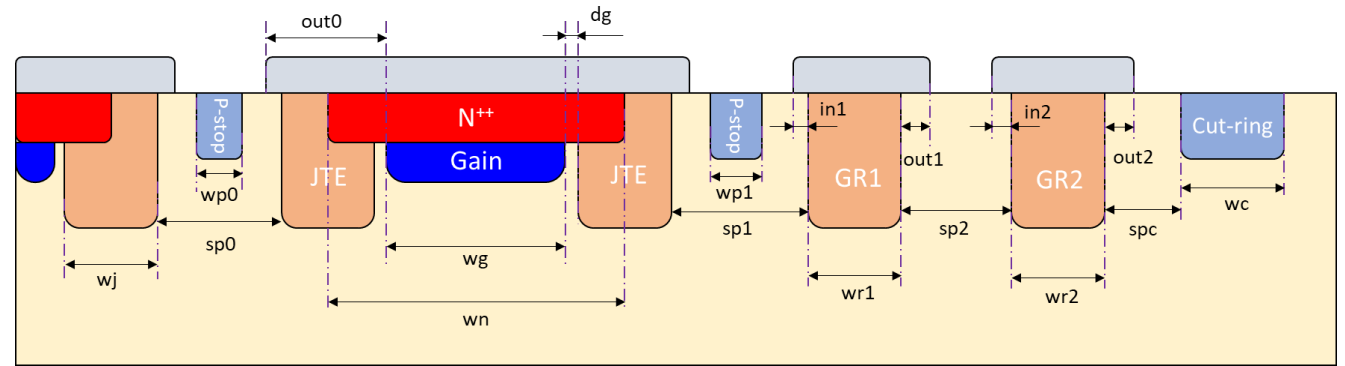 out0
dg
P-stop
N++
P-stop
in1
in2
Cut-ring
Gain
out1
out2
JTE
JTE
GR1
GR2
wp0
wp1
wc
sp0
sp1
sp2
spc
wj
wg
wr1
wr2
wn